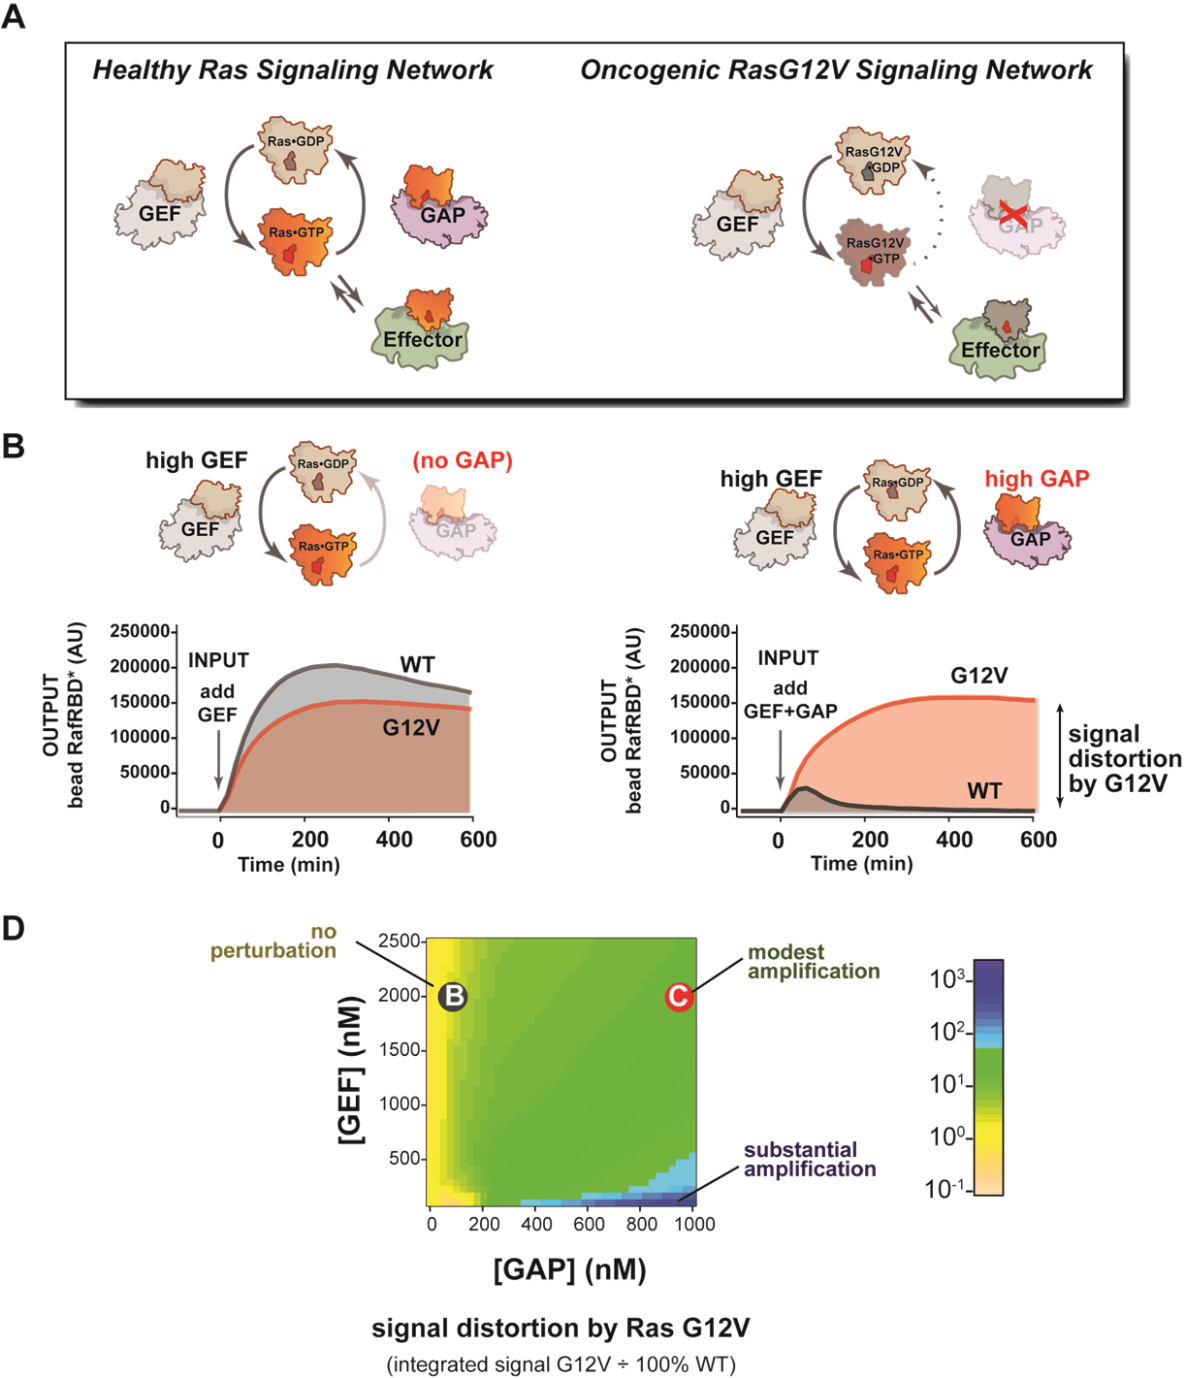 A
Healthy Ras Signaling Network
Oncogenic RasG12V Signaling Network
Ras•GDP
GEF
GAP
Ras•GTP
Effector
RasG12V
•GDP
GEF
GAP
RasG12V
•GTP
Effector
B
high GEF
(no GAP)
Ras•GDP
GEF
GAP
Ras•GTP
high GEF
high GAP
Ras•GDP
GEF
GAP
Ras•GTP
OUTPUT
bead RafRBD* (AU)
250000
200000
150000
100000
50000
0
INPUT
add
GEF
WT
G12V
0
200
400
600
Time (min)
OUTPUT
bead RafRBD* (AU)
250000
200000
150000
100000
50000
0
INPUT
add
GEF+GAP
G12V
WT
signal
distortion
by G12V
0
200
400
600
Time (min)
D
no
perturbation
modest
amplification
substantial
amplification
B
C
[GEF] (nM)
2500
2000
1500
1000
500
0
200
400
600
800
1000
[GAP] (nM)
10³
10²
10¹
10⁰
10⁻¹
signal distortion by Ras G12V
(integrated signal G12V ÷ 100% WT)